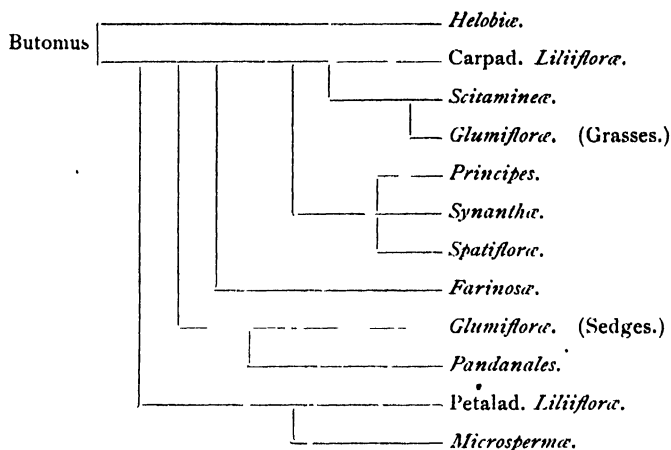 Helobiæ.
Butomus
Carpad. Liliifloræ.
Scitamineæ.
Glumifloræ. (Grasses.)
Principes.
Synanthæ.
Spatifloræ.
Farinosæ.
Glumifloræ. (Sedges.)
Pandanales.
Petalad. Liliifloræ.
Microspermæ.